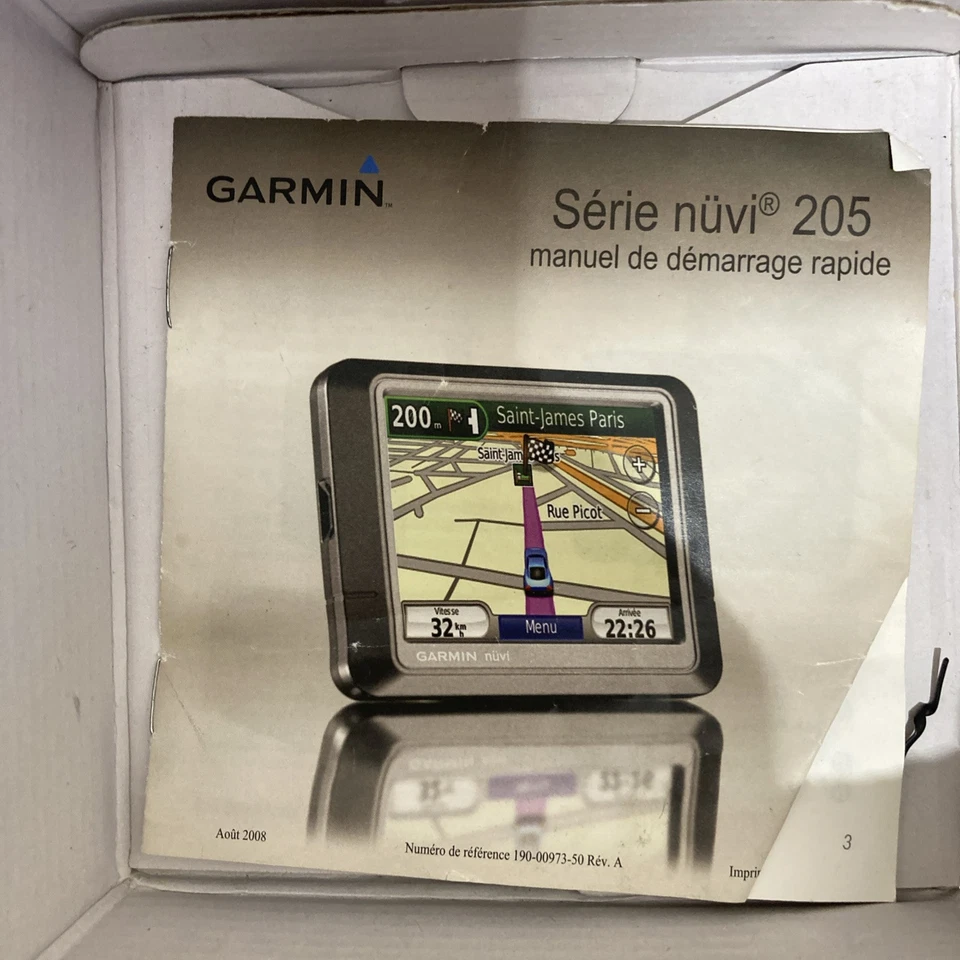 GARMIN™
Série nüvi® 205
manuel de démarrage rapide
200 m
Saint-James Paris
Rue Picot
Vitesse
32 km/h
Menu
Arrivée
22:26
GARMIN nüvi
Août 2008
Numéro de référence 190-00973-50 Rév. A
3